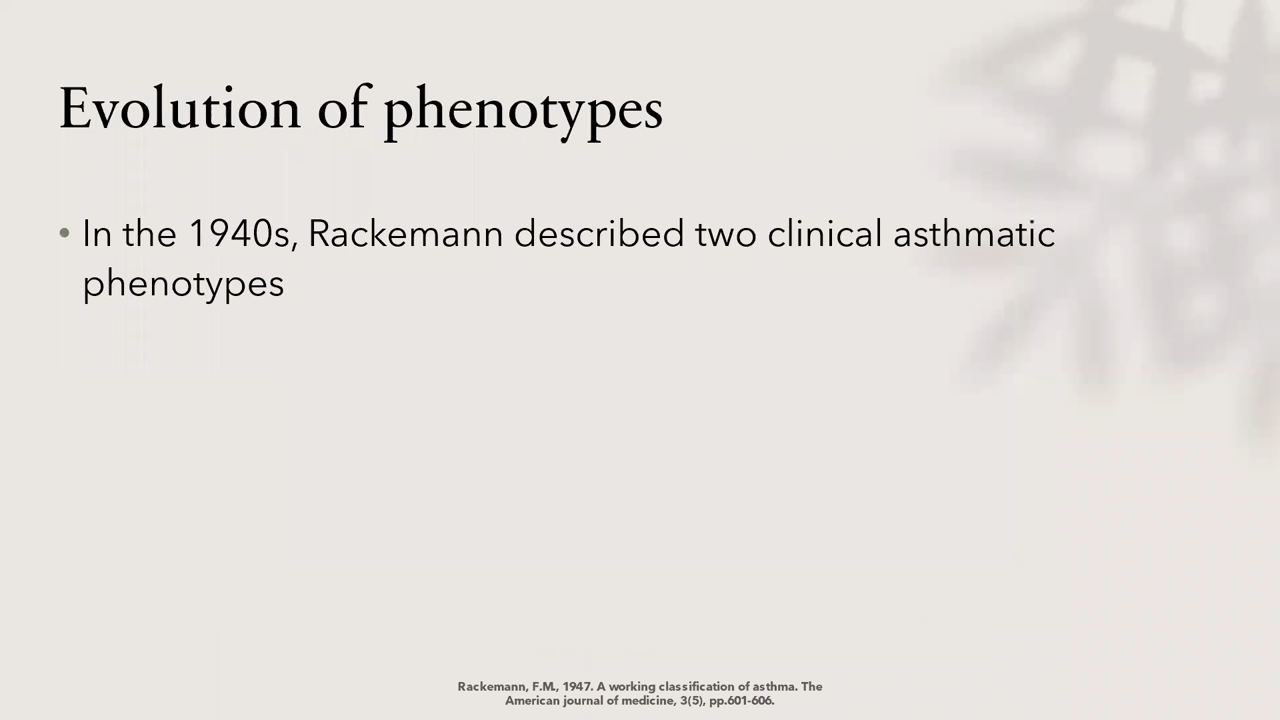 Evolution of phenotypes
• In the 1940s, Rackemann described two clinical asthmatic
phenotypes
Rackemann, F.M., 1947. A working classification of asthma. The
American journal of medicine, 3(5), pp.601-606.